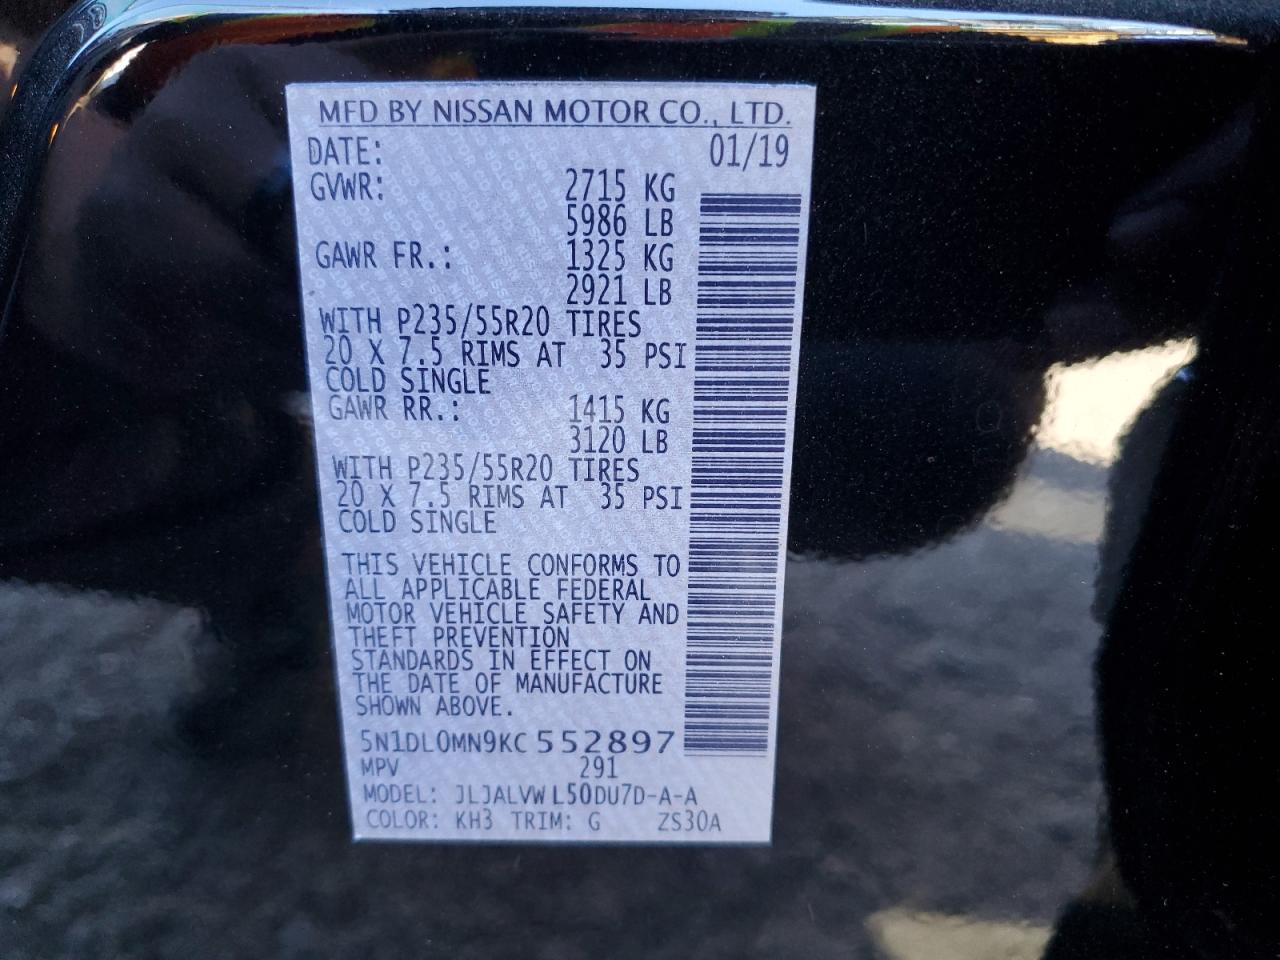 MFD BY NISSAN MOTOR CO., LTD.
DATE: 01/19
GVWR: 2715 KG
5986 LB
GAWR FR.: 1325 KG
2921 LB
WITH P235/55R20 TIRES
20 X 7.5 RIMS AT 35 PSI
COLD SINGLE
GAWR RR.: 1415 KG
3120 LB
WITH P235/55R20 TIRES
20 X 7.5 RIMS AT 35 PSI
COLD SINGLE
THIS VEHICLE CONFORMS TO
ALL APPLICABLE FEDERAL
MOTOR VEHICLE SAFETY AND
THEFT PREVENTION
STANDARDS IN EFFECT ON
THE DATE OF MANUFACTURE
SHOWN ABOVE.
5N1DL0MN9KC552897
MPV 291
MODEL: JLJALVWL50DU7D-A-A
COLOR: KH3 TRIM: G ZS30A